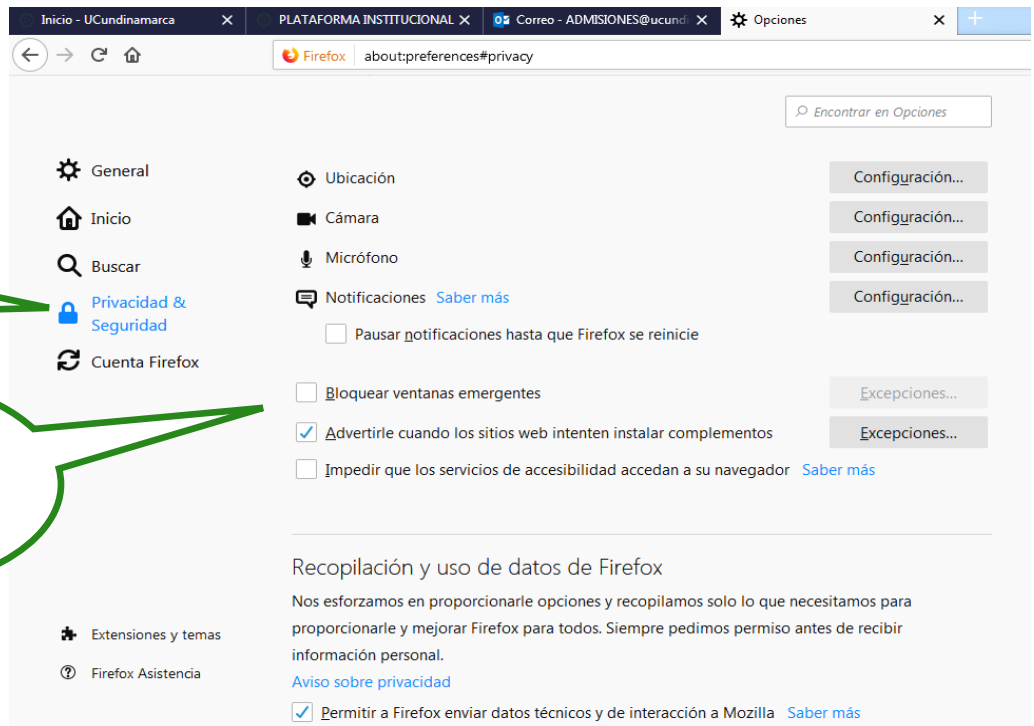 Inicio - UCundinamarca
PLATAFORMA INSTITUCIONAL
Correo - ADMISIONES@ucund
Opciones
Firefox about:preferences#privacy
Encontrar en Opciones
General
Inicio
Buscar
Privacidad &
Seguridad
Cuenta Firefox
Extensiones y temas
Firefox Asistencia
Ubicación Configuración...
Cámara Configuración...
Micrófono Configuración...
Notificaciones Saber más Configuración...
Pausar notificaciones hasta que Firefox se reinicie
Bloquear ventanas emergentes Excepciones...
Advertirle cuando los sitios web intenten instalar complementos Excepciones...
Impedir que los servicios de accesibilidad accedan a su navegador Saber más
Recopilación y uso de datos de Firefox
Nos esforzamos en proporcionarle opciones y recopilamos solo lo que necesitamos para
proporcionarle y mejorar Firefox para todos. Siempre pedimos permiso antes de recibir
información personal.
Aviso sobre privacidad
Permitir a Firefox enviar datos técnicos y de interacción a Mozilla Saber más